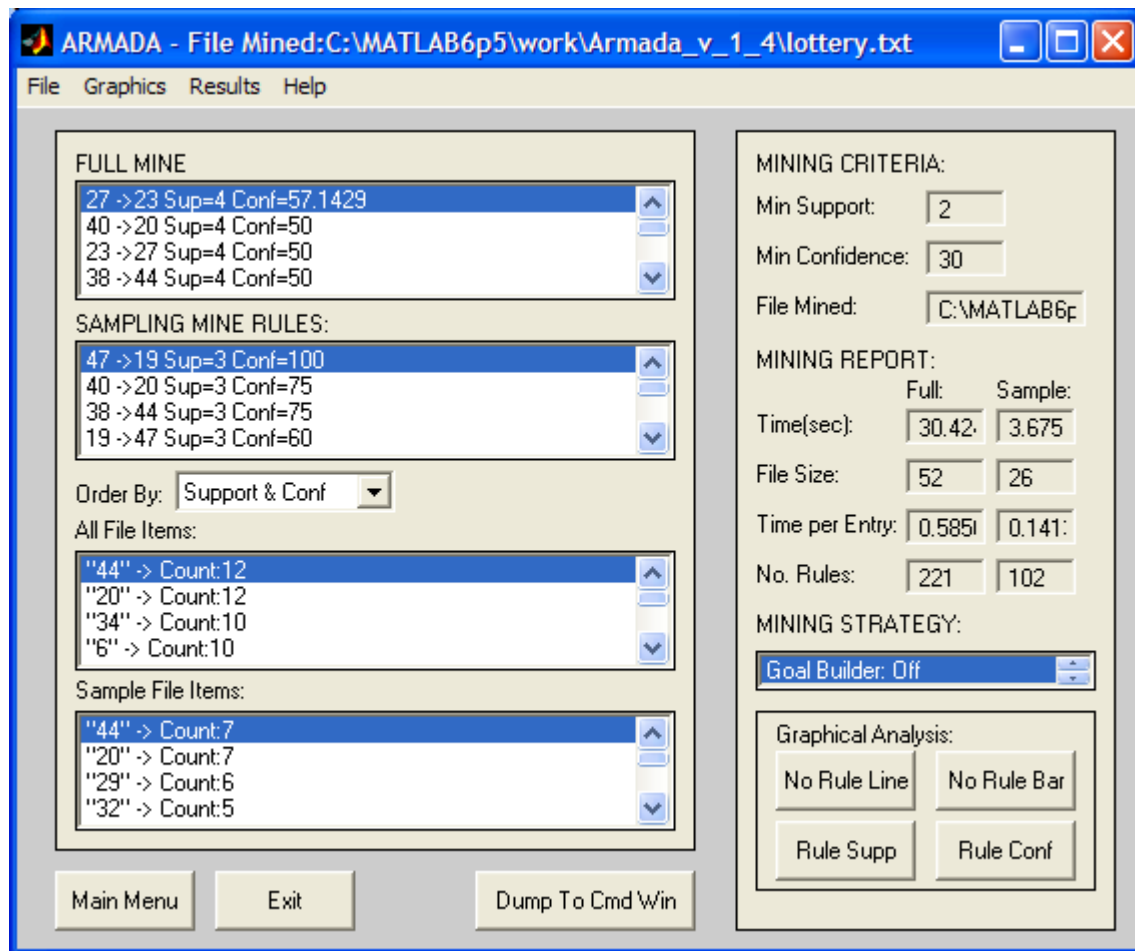 ARMADA - File Mined:C:\MATLAB6p5\work\Armada_v_1_4\lottery.txt
File Graphics Results Help
FULL MINE
27 ->23 Sup=4 Conf=57.1429
40 ->20 Sup=4 Conf=50
23 ->27 Sup=4 Conf=50
38 ->44 Sup=4 Conf=50
SAMPLING MINE RULES:
47 ->19 Sup=3 Conf=100
40 ->20 Sup=3 Conf=75
38 ->44 Sup=3 Conf=75
19 ->47 Sup=3 Conf=60
Order By: Support & Conf
All File Items:
"44" -> Count:12
"20" -> Count:12
"34" -> Count:10
"6" -> Count:10
Sample File Items:
"44" -> Count:7
"20" -> Count:7
"29" -> Count:6
"32" -> Count:5
Main Menu Exit Dump To Cmd Win
MINING CRITERIA:
Min Support: 2
Min Confidence: 30
File Mined: C:\MATLAB6p
MINING REPORT:
Full: Sample:
Time(sec): 30.42 3.675
File Size: 52 26
Time per Entry: 0.585 0.141
No. Rules: 221 102
MINING STRATEGY:
Goal Builder: Off
Graphical Analysis:
No Rule Line No Rule Bar
Rule Supp Rule Conf